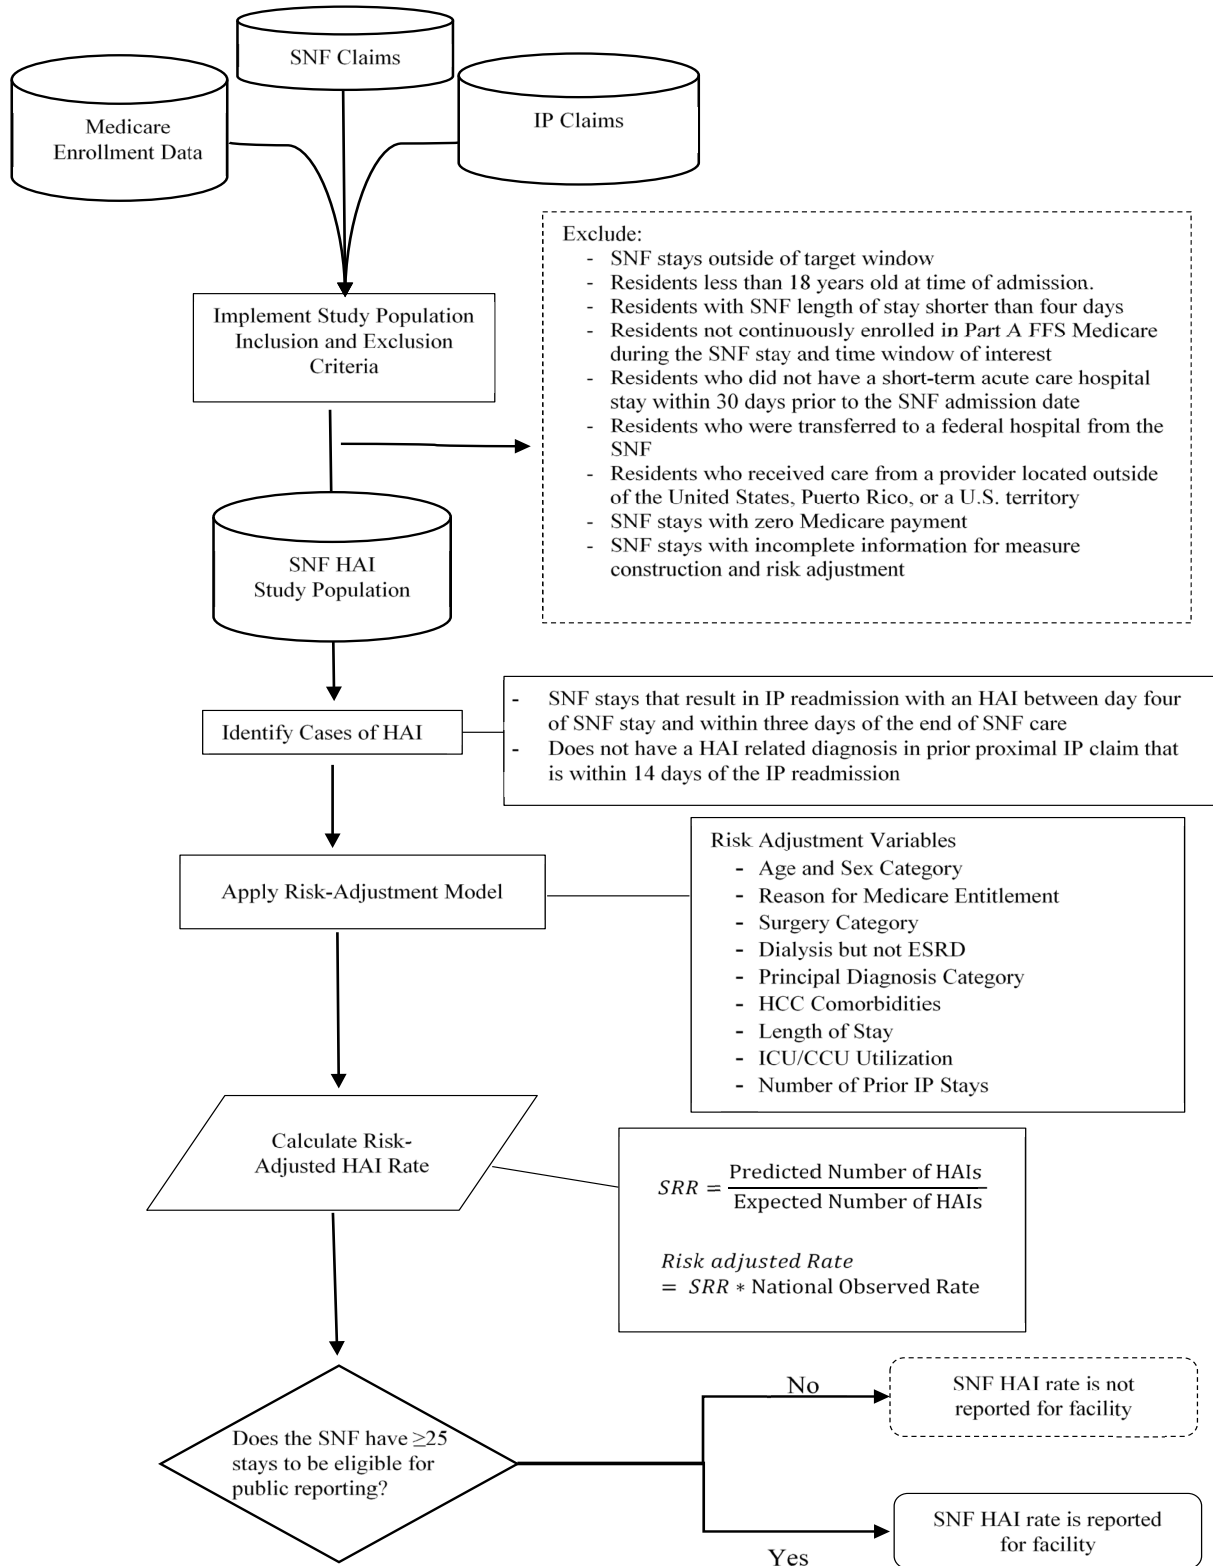 SNF Claims
Medicare
Enrollment Data
IP Claims
Implement Study Population
Inclusion and Exclusion
Criteria
Exclude:
- SNF stays outside of target window
- Residents less than 18 years old at time of admission.
- Residents with SNF length of stay shorter than four days
- Residents not continuously enrolled in Part A FFS Medicare
during the SNF stay and time window of interest
- Residents who did not have a short-term acute care hospital
stay within 30 days prior to the SNF admission date
- Residents who were transferred to a federal hospital from the
SNF
- Residents who received care from a provider located outside
of the United States, Puerto Rico, or a U.S. territory
- SNF stays with zero Medicare payment
- SNF stays with incomplete information for measure
construction and risk adjustment
SNF HAI
Study Population
Identify Cases of HAI
- SNF stays that result in IP readmission with an HAI between day four
of SNF stay and within three days of the end of SNF care
- Does not have a HAI related diagnosis in prior proximal IP claim that
is within 14 days of the IP readmission
Apply Risk-Adjustment Model
Risk Adjustment Variables
- Age and Sex Category
- Reason for Medicare Entitlement
- Surgery Category
- Dialysis but not ESRD
- Principal Diagnosis Category
- HCC Comorbidities
- Length of Stay
- ICU/CCU Utilization
- Number of Prior IP Stays
Calculate Risk-
Adjusted HAI Rate
SRR = Predicted Number of HAIs
Expected Number of HAIs
Risk adjusted Rate
= SRR * National Observed Rate
Does the SNF have ≥25
stays to be eligible for
public reporting?
No
SNF HAI rate is not
reported for facility
Yes
SNF HAI rate is reported
for facility